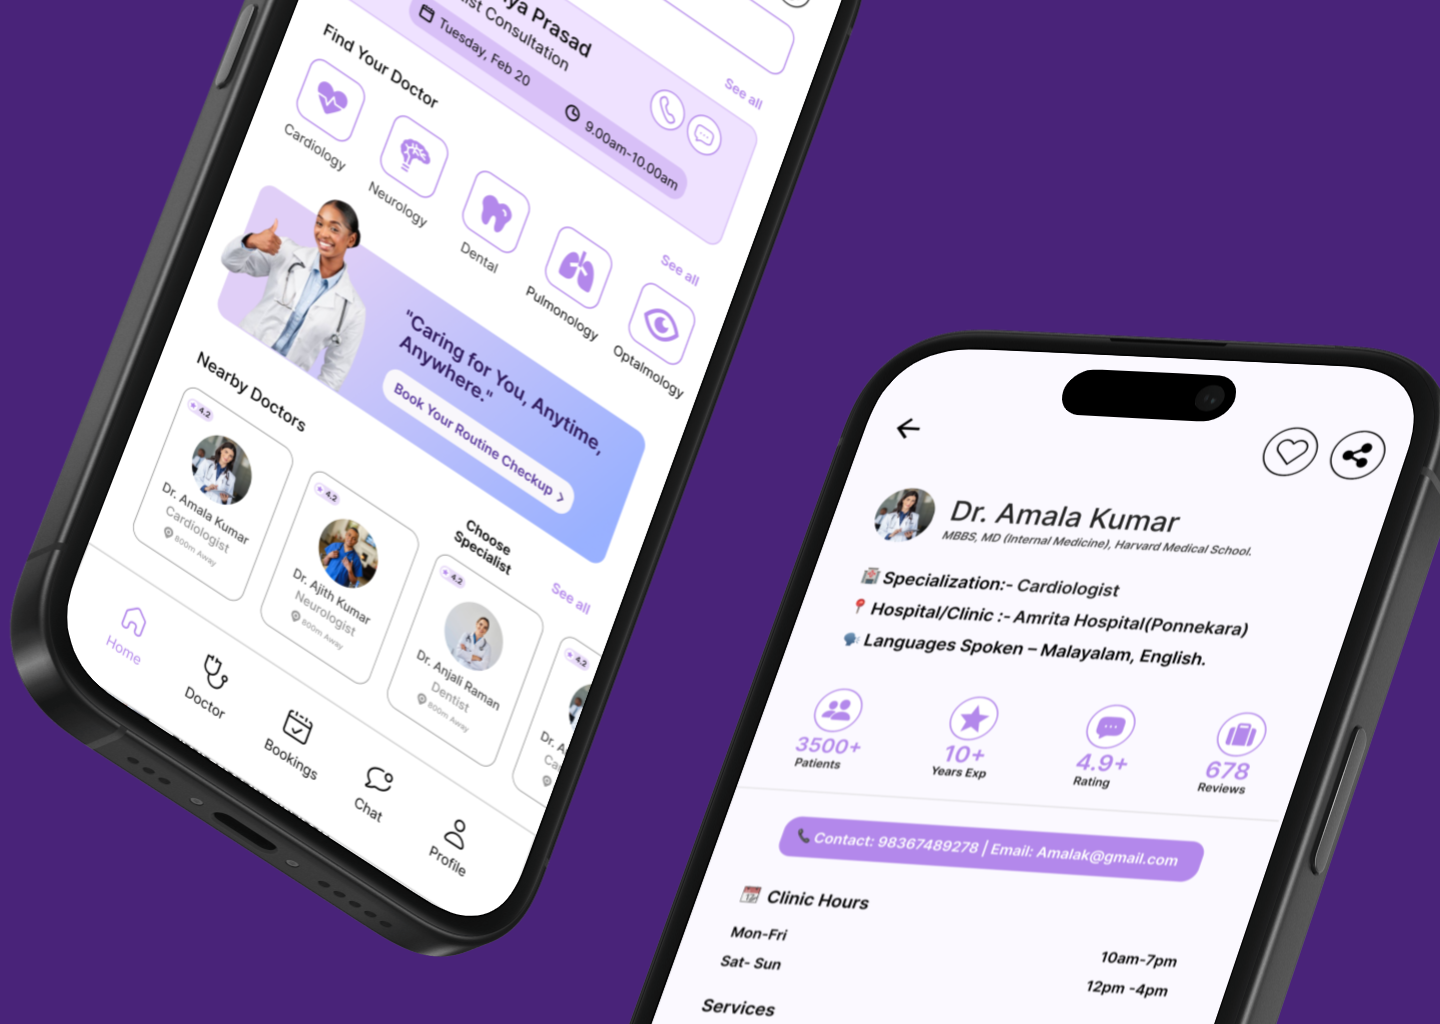 ya Prasad
ist Consultation
Tuesday, Feb 20
9.00am-10.00am
See all
Find Your Doctor
Cardiology
Neurology
Dental
Pulmonology
Optalmology
See all
"Caring for You, Anytime,
Anywhere."
Book Your Routine Checkup
Nearby Doctors
Choose
Specialist
See all
4.2
Dr. Amala Kumar
Cardiologist
800m Away
4.2
Dr. Ajith Kumar
Neurologist
800m Away
4.2
Dr. Anjali Raman
Dentist
800m Away
4.2
Dr. A
Ca
Home
Doctor
Bookings
Chat
Profile
Dr. Amala Kumar
MBBS, MD (Internal Medicine), Harvard Medical School.
Specialization:- Cardiologist
Hospital/Clinic :- Amrita Hospital(Ponnekara)
Languages Spoken – Malayalam, English.
3500+
Patients
10+
Years Exp
4.9+
Rating
678
Reviews
Contact: 98367489278 | Email: Amalak@gmail.com
Clinic Hours
Mon-Fri 10am-7pm
Sat- Sun 12pm -4pm
Services